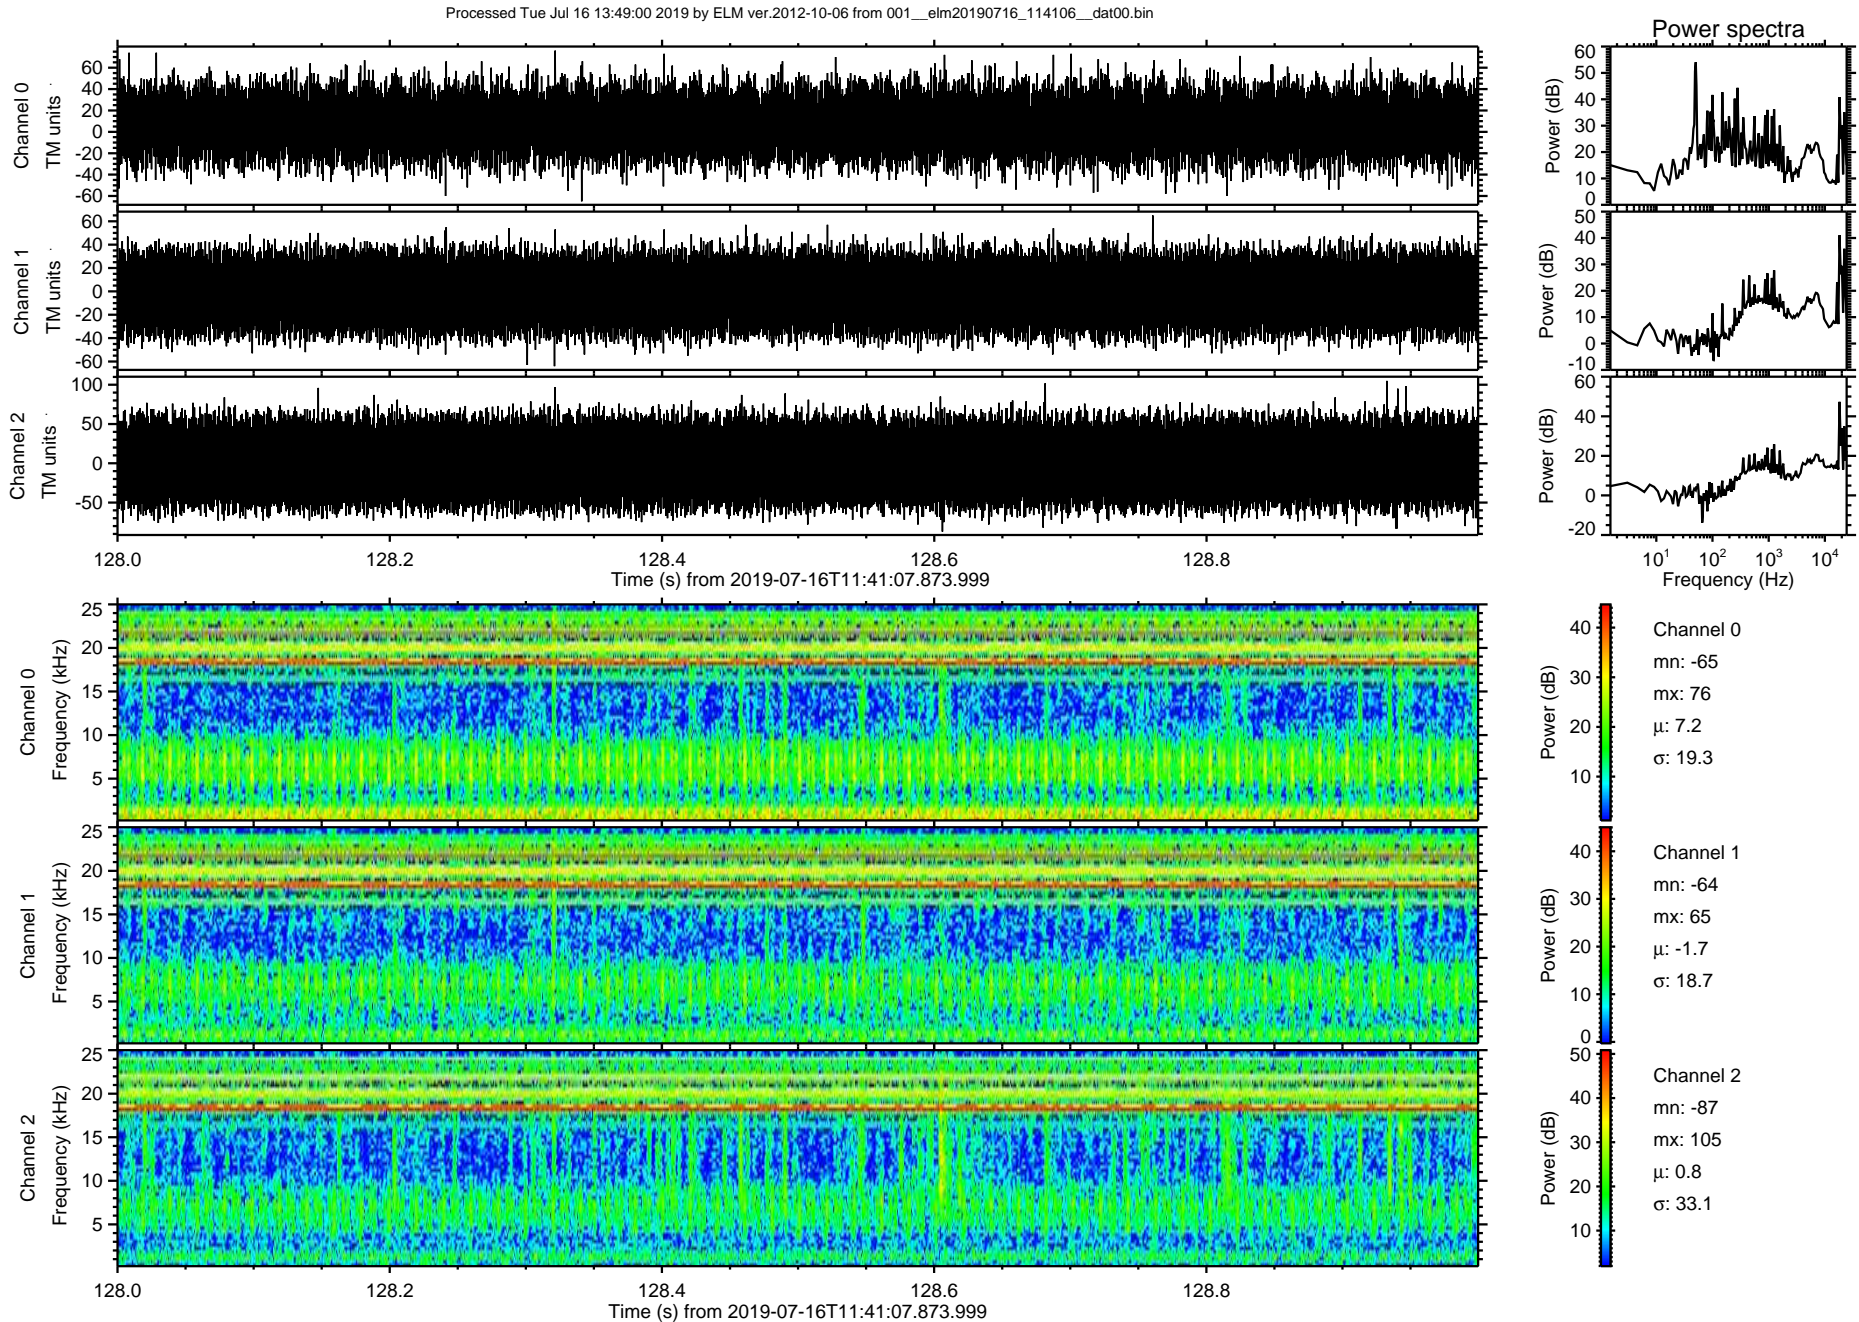 Processed Tue Jul 16 13:49:00 2019 by ELM ver.2012-10-06 from 001__elm20190716_114106__dat00.bin
Power spectra
Channel 0
TM units
60
40
20
0
-20
-40
-60
Power (dB)
60
50
40
30
20
10
0
Channel 1
TM units
60
40
20
0
-20
-40
-60
Power (dB)
50
40
30
20
10
0
-10
Channel 2
TM units
100
50
0
-50
Power (dB)
60
40
20
0
-20
128.0 128.2 128.4 128.6 128.8
Time (s) from 2019-07-16T11:41:07.873.999
10¹ 10² 10³ 10⁴
Frequency (Hz)
Channel 0
Frequency (kHz)
25
20
15
10
5
Power (dB)
40
30
20
10
Channel 0
mn: -65
mx: 76
μ: 7.2
σ: 19.3
Channel 1
Frequency (kHz)
25
20
15
10
5
Power (dB)
40
30
20
10
0
Channel 1
mn: -64
mx: 65
μ: -1.7
σ: 18.7
Channel 2
Frequency (kHz)
25
20
15
10
5
Power (dB)
50
40
30
20
10
Channel 2
mn: -87
mx: 105
μ: 0.8
σ: 33.1
128.0 128.2 128.4 128.6 128.8
Time (s) from 2019-07-16T11:41:07.873.999